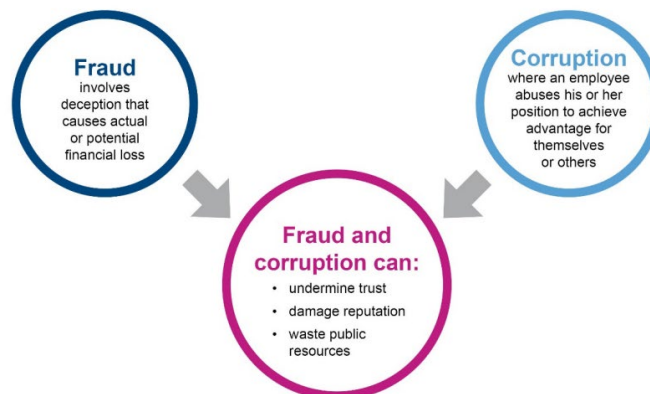 Fraud
involves
deception that
causes actual
or potential
financial loss
Corruption
where an employee
abuses his or her
position to achieve
advantage for
themselves
or others
Fraud and
corruption can:
• undermine trust
• damage reputation
• waste public
resources